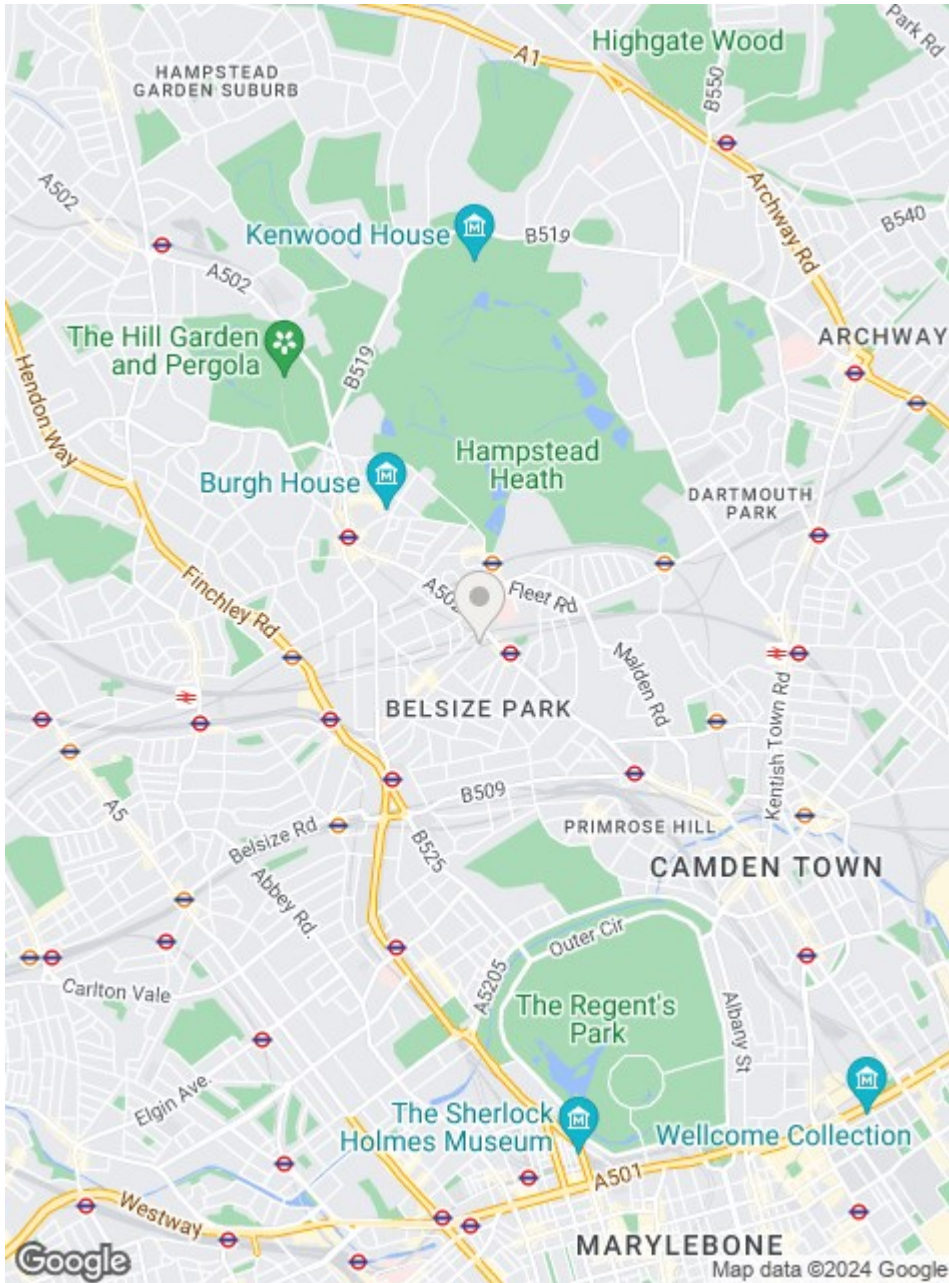 Highgate Wood
Park Rd
A1
B550
HAMPSTEAD
GARDEN SUBURB
A502
Archway Rd
B540
Kenwood House
B519
A502
The Hill Garden
and Pergola
B519
ARCHWAY
Hendon Way
Hampstead
Heath
Burgh House
DARTMOUTH
PARK
Finchley Rd
A502
Fleet Rd
Malden Rd
BELSIZE PARK
Kentish Town Rd
A5
B509
Belsize Rd
PRIMROSE HILL
B525
CAMDEN TOWN
Abbey Rd.
Outer Cir
A5205
Carlton Vale
The Regent's
Park
Albany St
Elgin Ave.
The Sherlock
Holmes Museum
Wellcome Collection
A501
Westway
MARYLEBONE
Google
Map data ©2024 Google